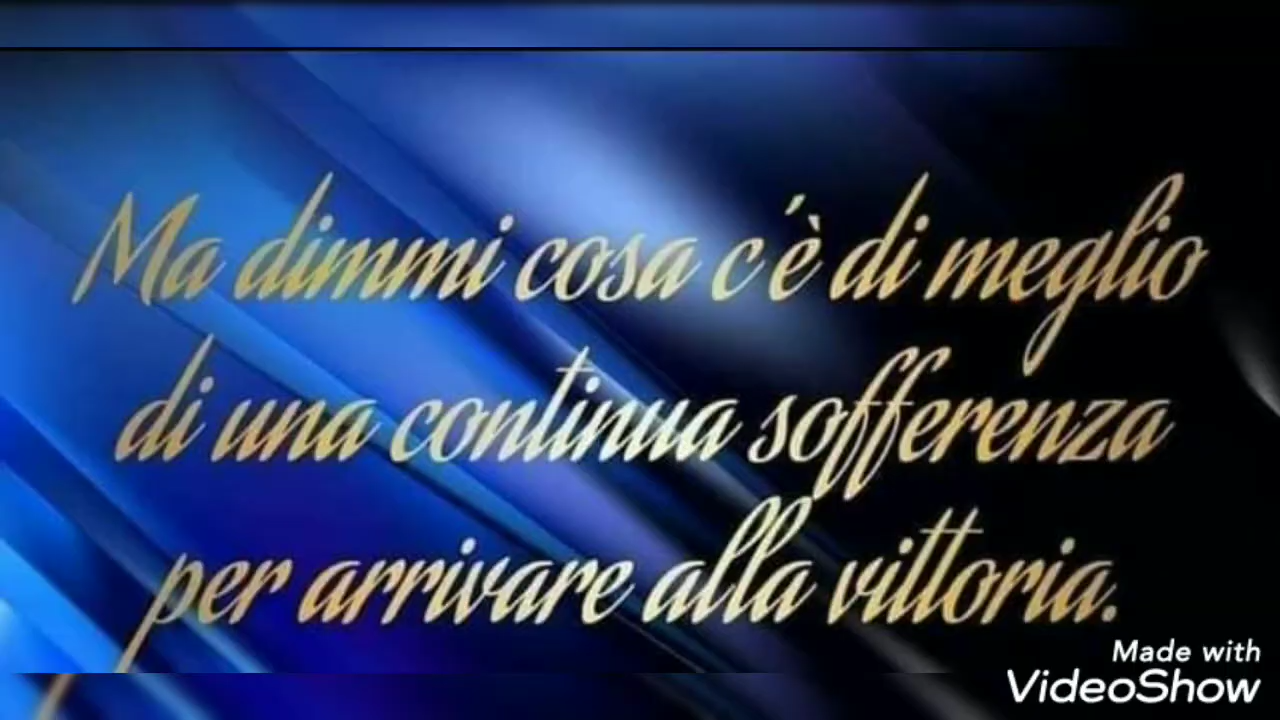 Ma dimmi cosa c'è di meglio
di una continua sofferenza
per arrivare alla vittoria.
Made with
VideoShow